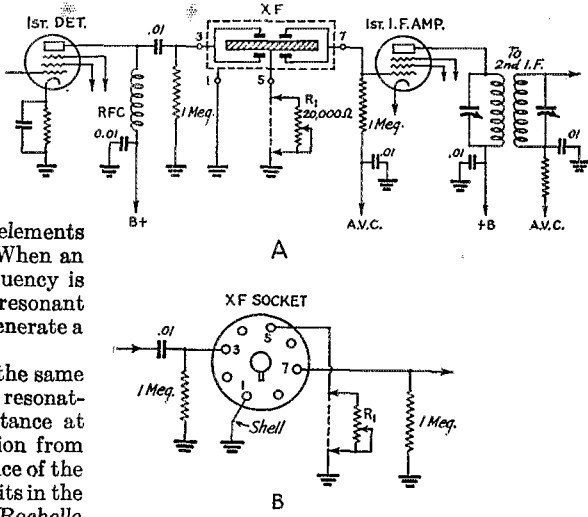 1ST. DET.
XF
1ST. I.F. AMP.
To
2nd I.F.
.01
3
7
1
5
1 Meg.
RFC
0.01
R1
20,000Ω
1 Meg.
.01
.01
.01
B+
A.V.C.
+B
A.V.C.
A
elements
When an
uency is
resonant
enerate a
the same
resonat-
tance at
ion from
ce of the
its in the
Rochelle
XF SOCKET
.01
3
5
7
1
1 Meg.
Shell
R1
1 Meg.
B